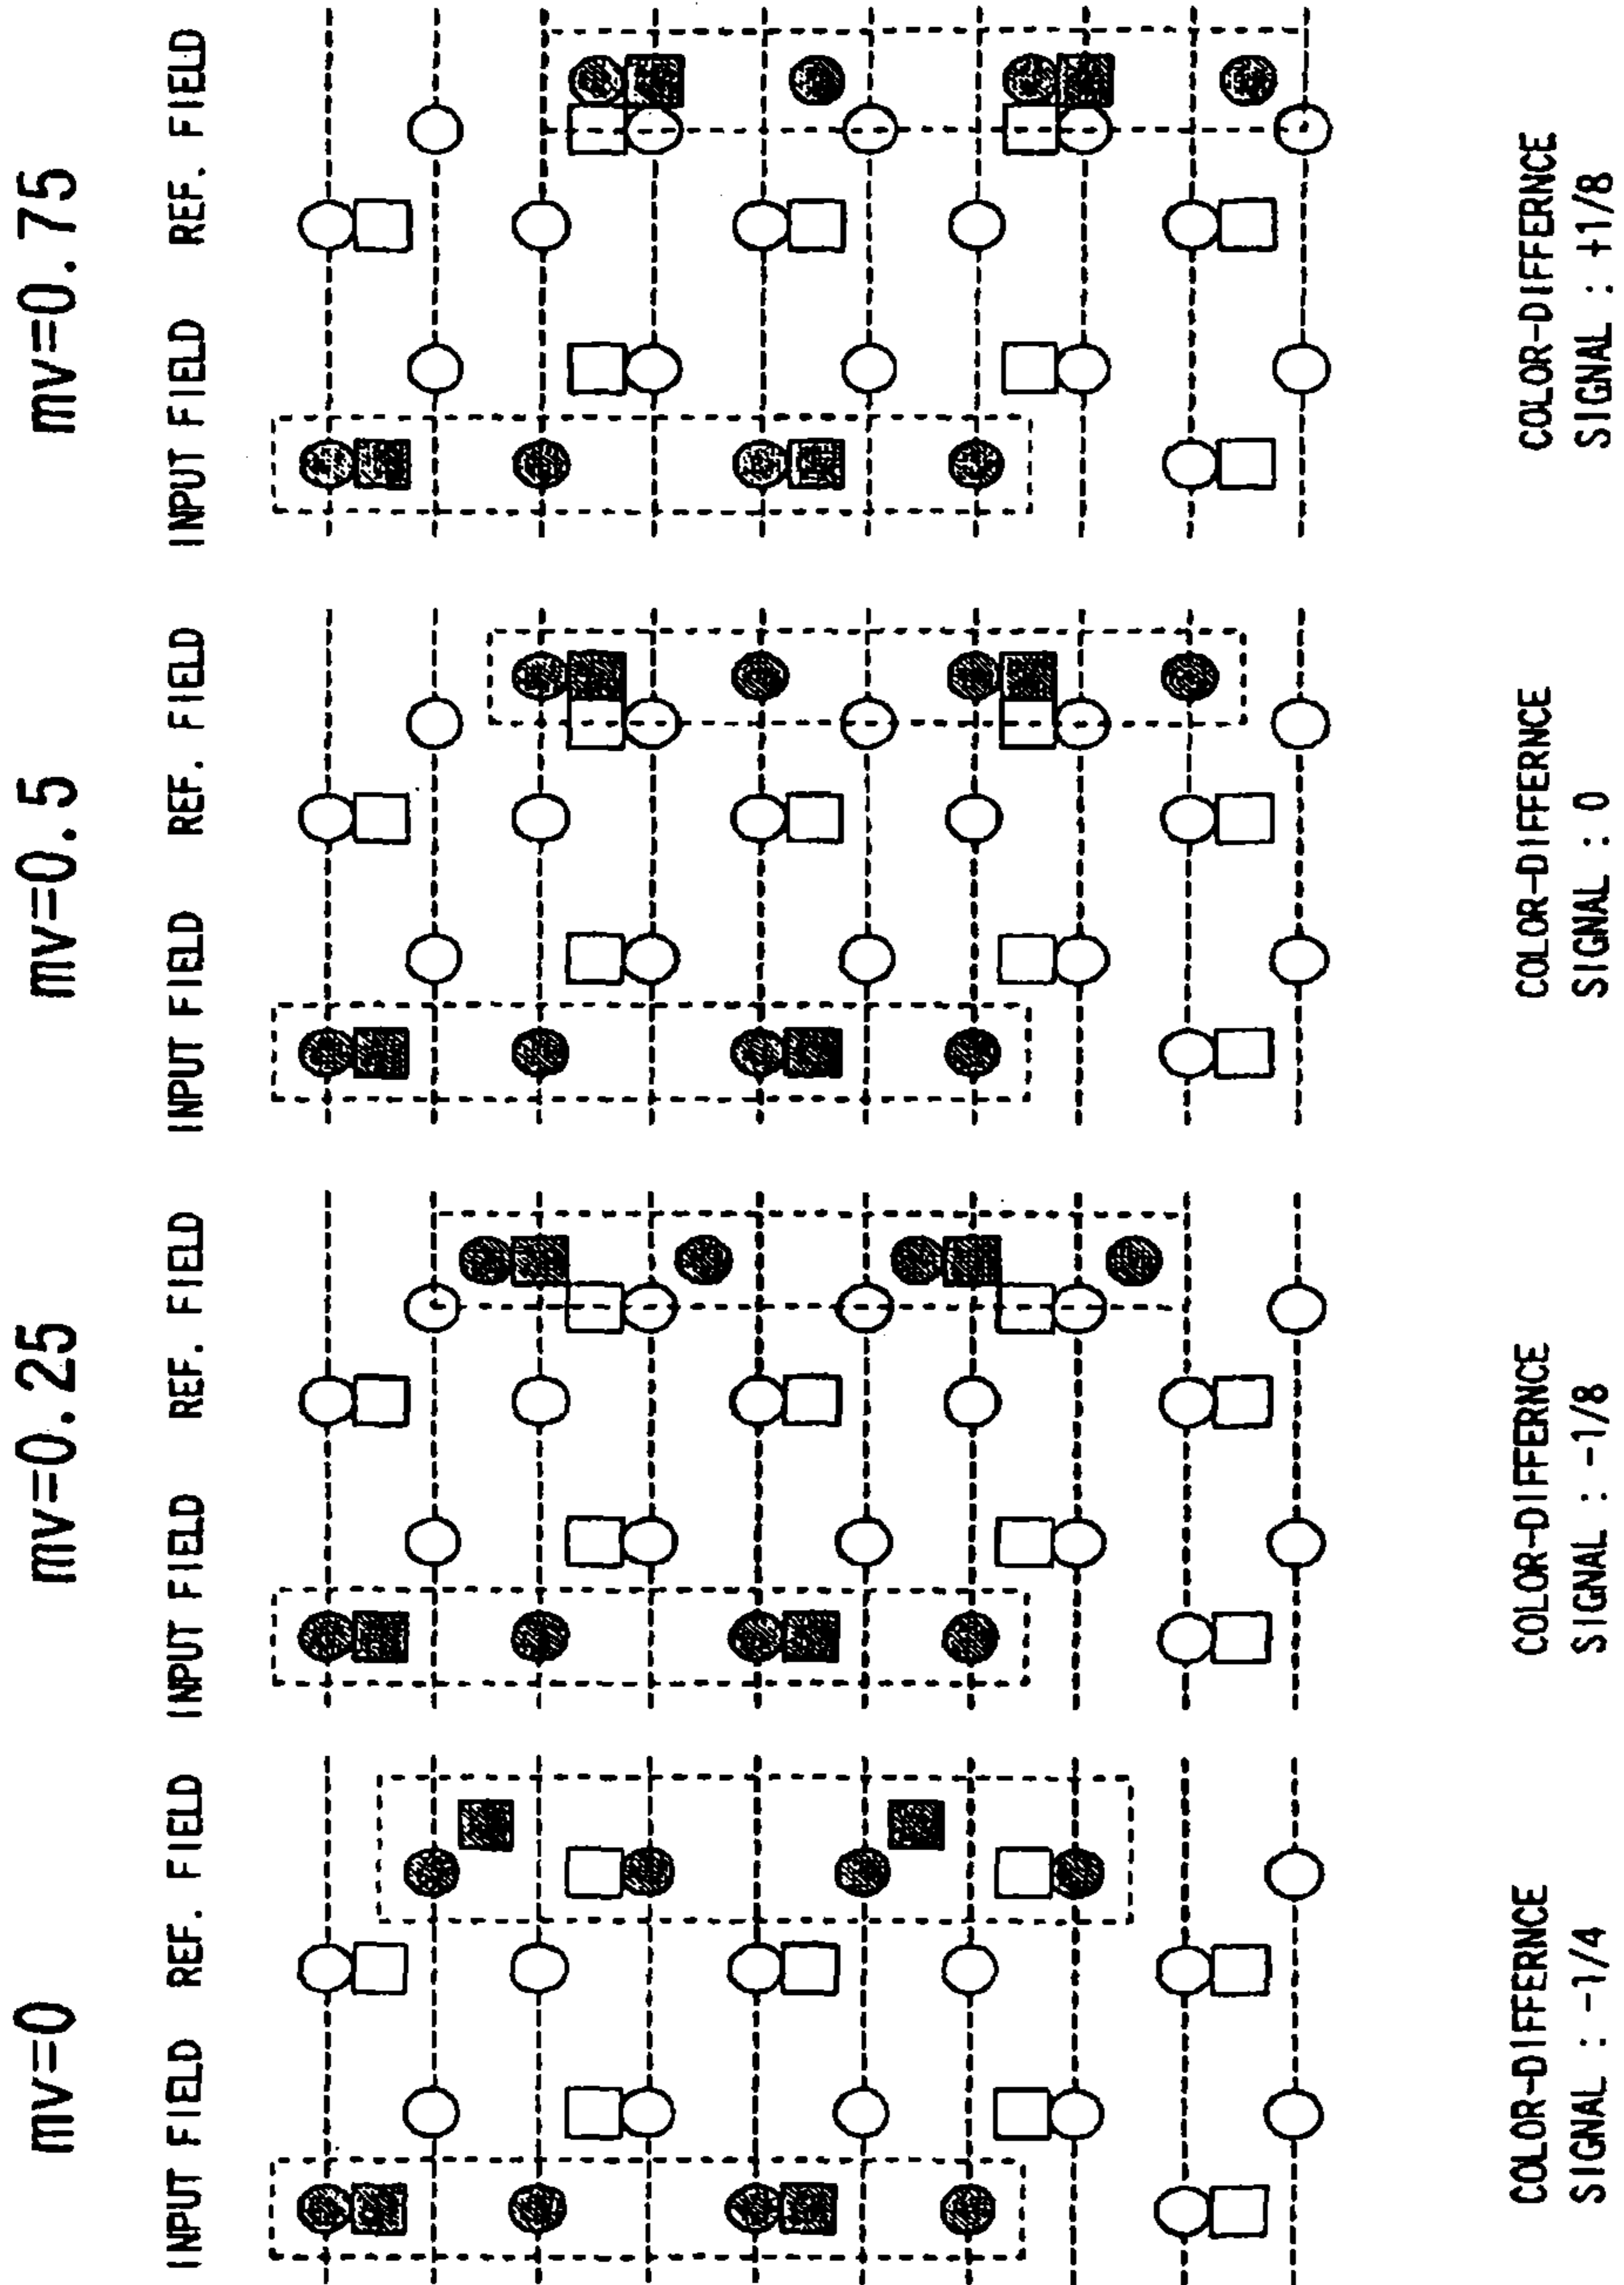 mv=0
INPUT FIELD REF. FIELD
COLOR-DIFFERNCE
SIGNAL : -1/4
mv=0.25
INPUT FIELD REF. FIELD
COLOR-DIFFERNCE
SIGNAL : -1/8
mv=0.5
INPUT FIELD REF. FIELD
COLOR-DIFFERNCE
SIGNAL : 0
mv=0.75
INPUT FIELD REF. FIELD
COLOR-DIFFERNCE
SIGNAL : +1/8